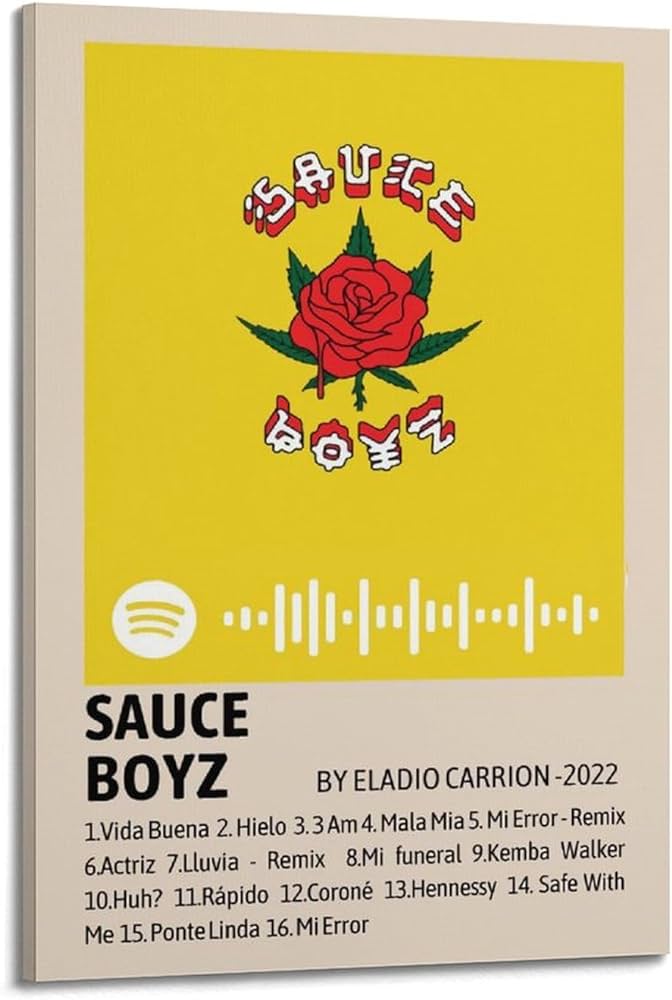 SAUCE
BOYZ
SAUCE
BOYZ
BY ELADIO CARRION -2022
1.Vida Buena 2. Hielo 3. 3 Am 4. Mala Mia 5. Mi Error - Remix
6.Actriz 7.Lluvia - Remix 8.Mi funeral 9.Kemba Walker
10.Huh? 11.Rápido 12.Coroné 13.Hennessy 14. Safe With
Me 15. Ponte Linda 16. Mi Error